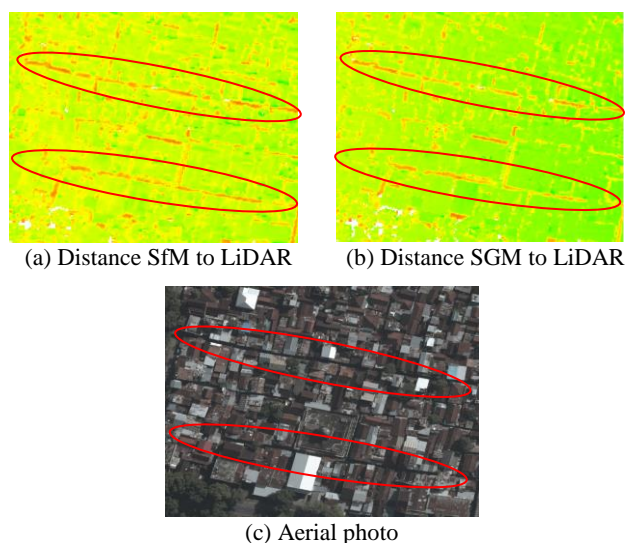 (a) Distance SfM to LiDAR
(b) Distance SGM to LiDAR
(c) Aerial photo